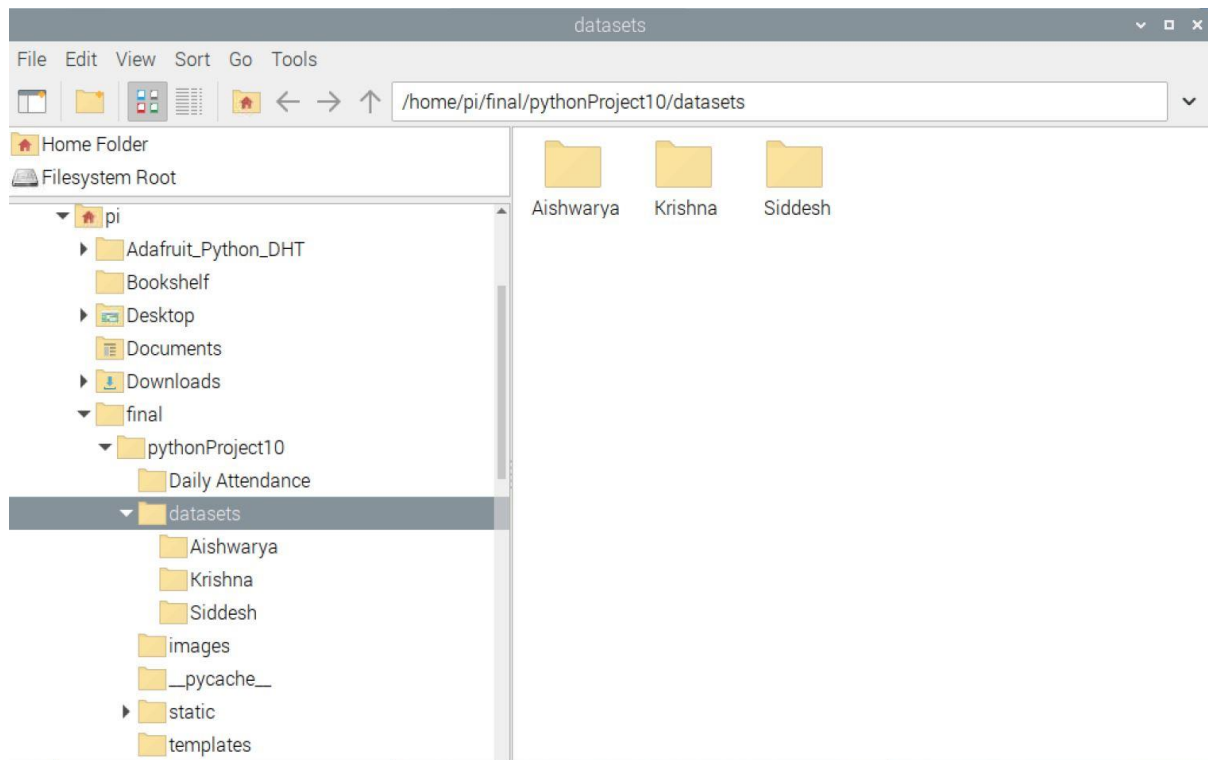 datasets
File Edit View Sort Go Tools
/home/pi/final/pythonProject10/datasets
Home Folder
Filesystem Root
pi
Adafruit_Python_DHT
Bookshelf
Desktop
Documents
Downloads
final
pythonProject10
Daily Attendance
datasets
Aishwarya
Krishna
Siddesh
images
__pycache__
static
templates
Aishwarya Krishna Siddesh